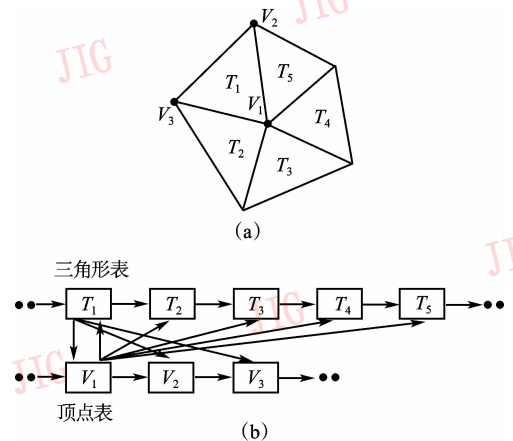 JIG
JIG
V₂
T₅
T₁
V₁
V₃
T₄
T₂
T₃
(a)
JIG
三角形表
T₁ T₂ T₃ T₄ T₅
JIG
JIG
V₁ V₂ V₃
顶点表
(b)